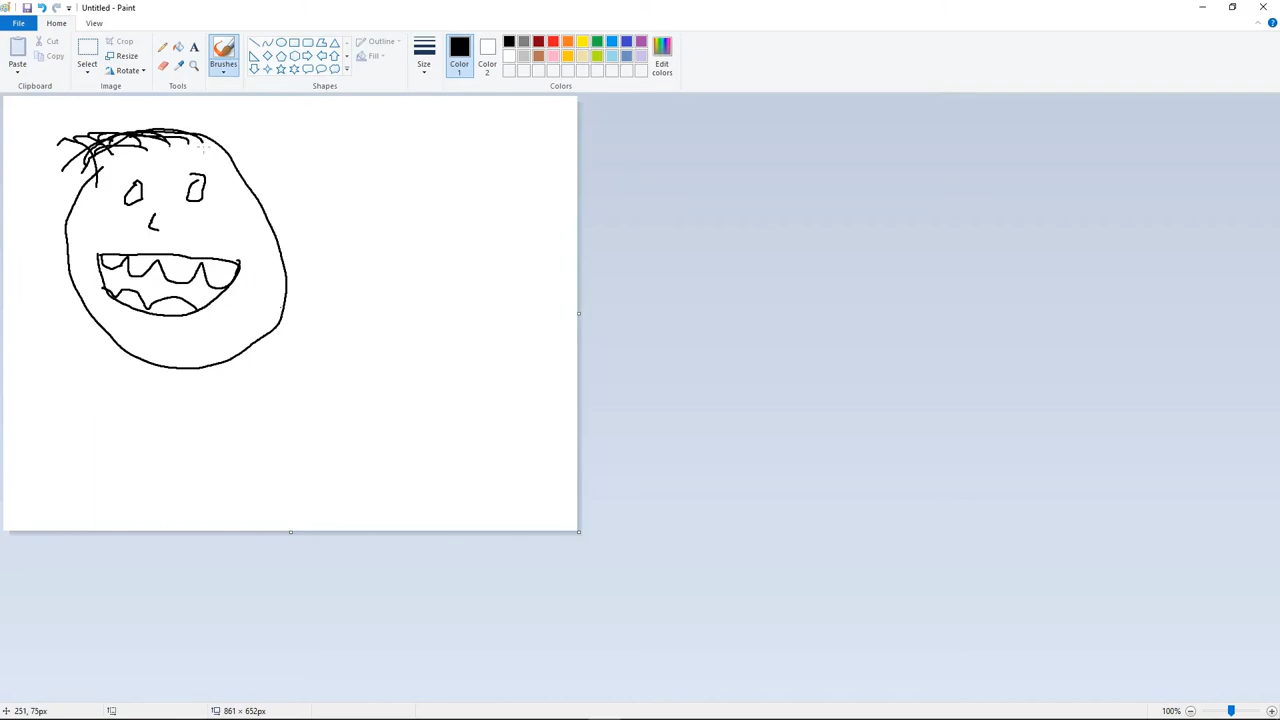 Untitled - Paint
File Home View
Paste Cut Copy Select Crop Resize Rotate A Brushes Outline Fill Size Color 1 Color 2 Edit colors
Clipboard Image Tools Shapes Colors
251, 75px 861 × 652px 100%